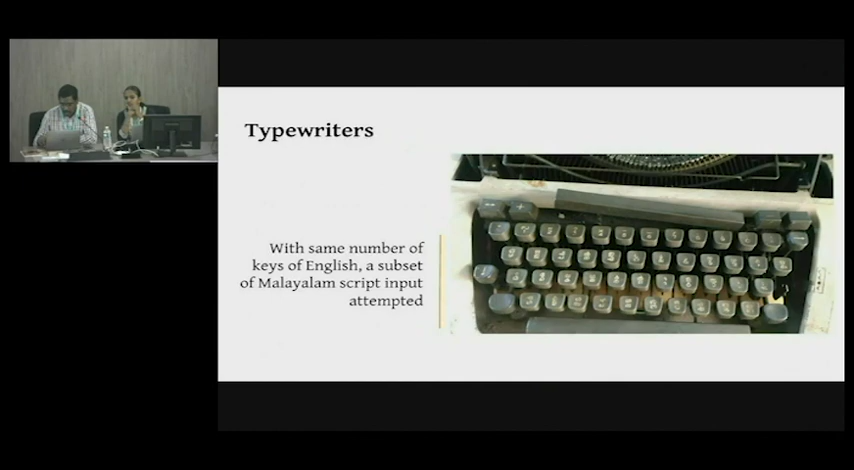 Typewriters
With same number of
keys of English, a subset
of Malayalam script input
attempted